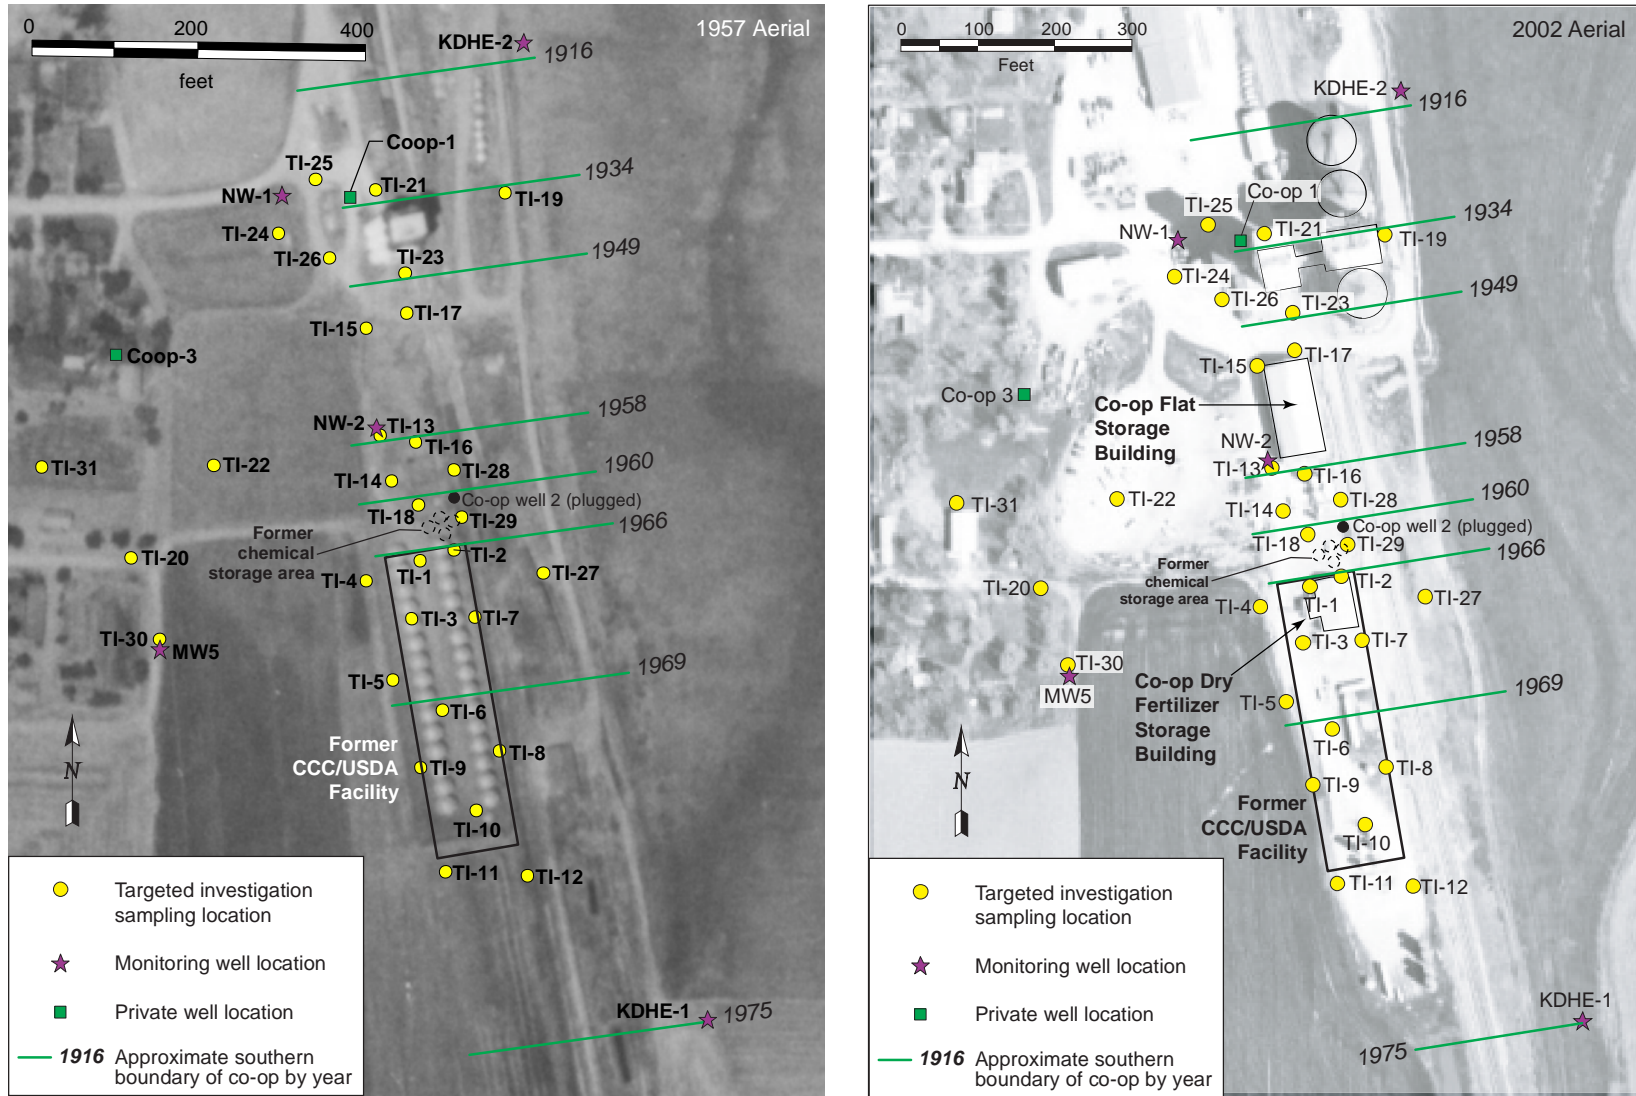 0
200
400
feet
1957 Aerial
KDHE-2
1916
Coop-1
TI-25
1934
NW-1
TI-21
TI-19
TI-24
TI-26
TI-23
1949
TI-17
TI-15
Coop-3
1958
NW-2
TI-13
TI-16
TI-31
TI-22
TI-28
1960
TI-14
Co-op well 2 (plugged)
TI-18
TI-29
1966
Former
chemical
storage area
TI-2
TI-20
TI-1
TI-27
TI-4
TI-3
TI-7
TI-30
MW5
1969
TI-5
TI-6
Former
CCC/USDA
Facility
TI-8
TI-9
N
TI-10
TI-11
TI-12
KDHE-1
1975
Targeted investigation
sampling location
Monitoring well location
Private well location
1916 Approximate southern
boundary of co-op by year
0
100
200
300
Feet
2002 Aerial
KDHE-2
1916
Co-op 1
TI-25
1934
NW-1
TI-21
TI-19
TI-24
TI-26
TI-23
1949
TI-17
TI-15
Co-op 3
Co-op Flat
Storage
Building
1958
NW-2
TI-13
TI-16
TI-31
TI-22
TI-28
1960
TI-14
Co-op well 2 (plugged)
TI-18
TI-29
1966
Former
chemical
storage area
TI-2
TI-20
TI-1
TI-27
TI-4
TI-3
TI-7
TI-30
MW5
1969
Co-op Dry
Fertilizer
Storage
Building
TI-5
TI-6
TI-8
TI-9
N
Former
CCC/USDA
Facility
TI-10
TI-11
TI-12
KDHE-1
1975
Targeted investigation
sampling location
Monitoring well location
Private well location
1916 Approximate southern
boundary of co-op by year